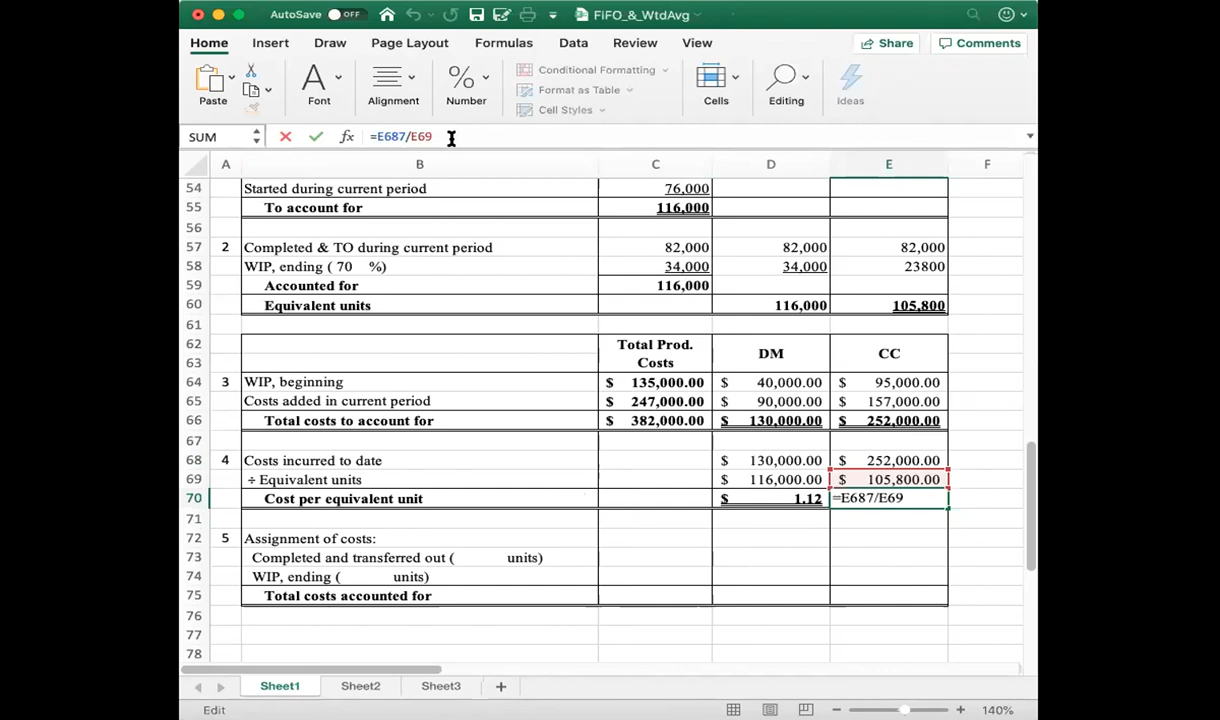 AutoSave OFF FiFO_&_WtdAvg
Home Insert Draw Page Layout Formulas Data Review View Share Comments
Paste Font Alignment % Number Conditional Formatting Format as Table Cell Styles Cells Editing Ideas
SUM fx =E687/E69
A B C D E F
54 Started during current period 76,000
55 To account for 116,000
56
57 2 Completed & TO during current period 82,000 82,000 82,000
58 WIP, ending ( 70 %) 34,000 34,000 23800
59 Accounted for 116,000
60 Equivalent units 116,000 105,800
61
62 Total Prod. DM CC
63 Costs
64 3 WIP, beginning $ 135,000.00 $ 40,000.00 $ 95,000.00
65 Costs added in current period $ 247,000.00 $ 90,000.00 $ 157,000.00
66 Total costs to account for $ 382,000.00 $ 130,000.00 $ 252,000.00
67
68 4 Costs incurred to date $ 130,000.00 $ 252,000.00
69 ÷ Equivalent units $ 116,000.00 $ 105,800.00
70 Cost per equivalent unit $ 1.12 =E687/E69
71
72 5 Assignment of costs:
73 Completed and transferred out ( units)
74 WIP, ending ( units)
75 Total costs accounted for
76
77
78
Sheet1 Sheet2 Sheet3 +
Edit 140%